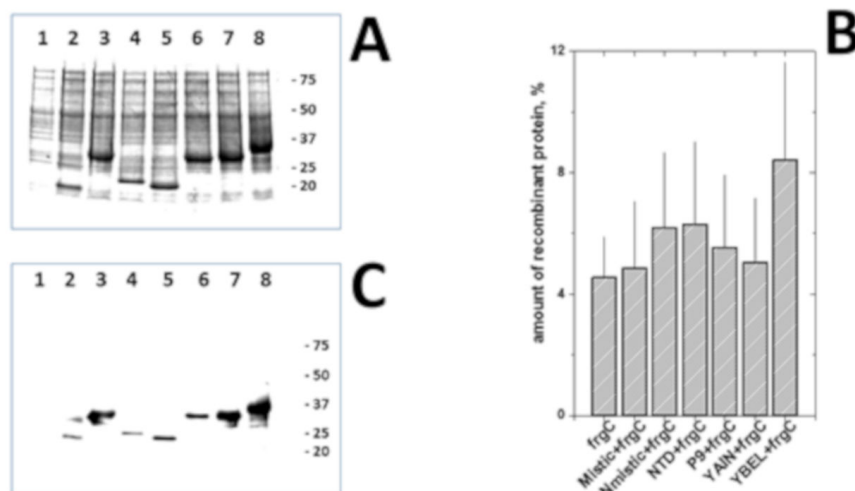 A
1 2 3 4 5 6 7 8
- 75
- 50
- 37
- 25
- 20
B
12
8
4
0
amount of recombinant protein, %
frgC
Mistic+frgC
Nmistic+frgC
NTD+frgC
P9+frgC
YAIN+frgC
YBEL+frgC
C
1 2 3 4 5 6 7 8
- 75
- 50
- 37
- 25
- 20